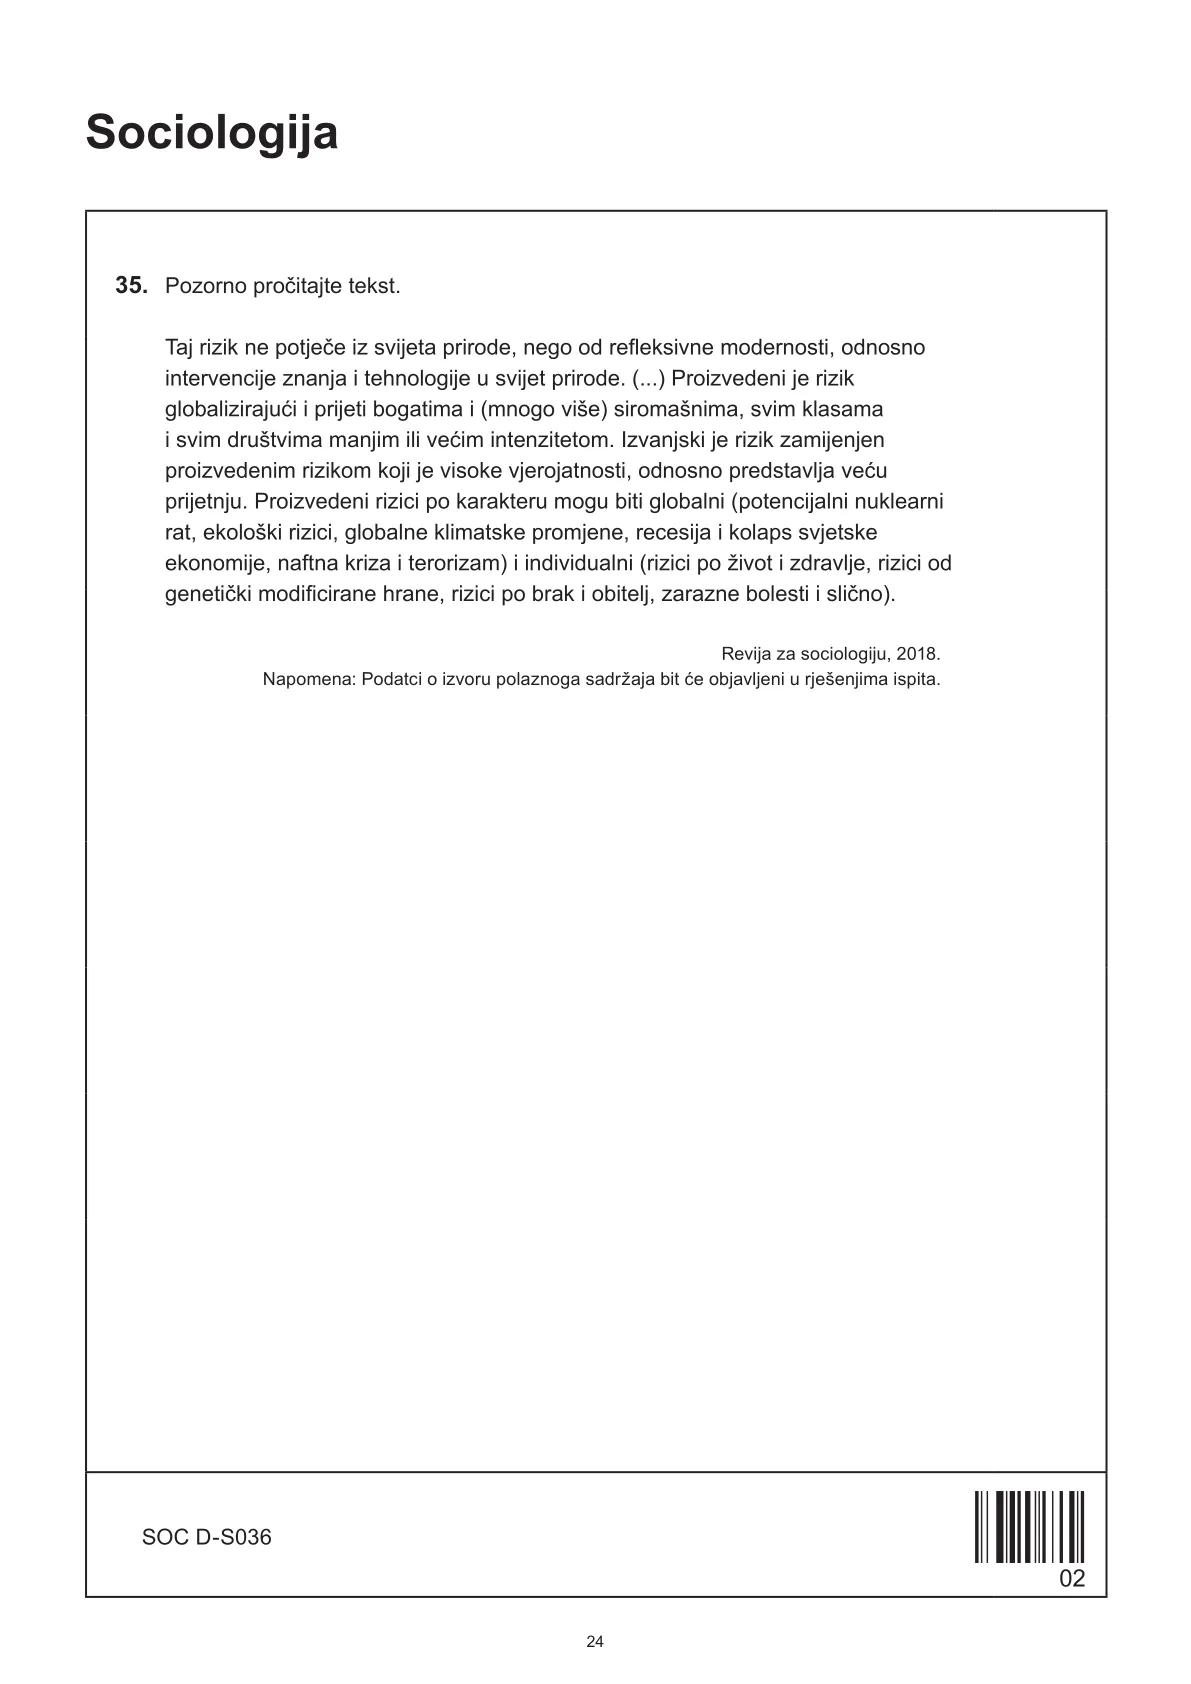 Sociologija
35. Pozorno pročitajte tekst.
Taj rizik ne potječe iz svijeta prirode, nego od refleksivne modernosti, odnosno
intervencije znanja i tehnologije u svijet prirode. (...) Proizvedeni je rizik
globalizirajući i prijeti bogatima i (mnogo više) siromašnima, svim klasama
i svim društvima manjim ili većim intenzitetom. Izvanjski je rizik zamijenjen
proizvedenim rizikom koji je visoke vjerojatnosti, odnosno predstavlja veću
prijetnju. Proizvedeni rizici po karakteru mogu biti globalni (potencijalni nuklearni
rat, ekološki rizici, globalne klimatske promjene, recesija i kolaps svjetske
ekonomije, naftna kriza i terorizam) i individualni (rizici po život i zdravlje, rizici od
genetički modificirane hrane, rizici po brak i obitelj, zarazne bolesti i slično).
Revija za sociologiju, 2018.
Napomena: Podatci o izvoru polaznoga sadržaja bit će objavljeni u rješenjima ispita.
SOC D-S036
02
24